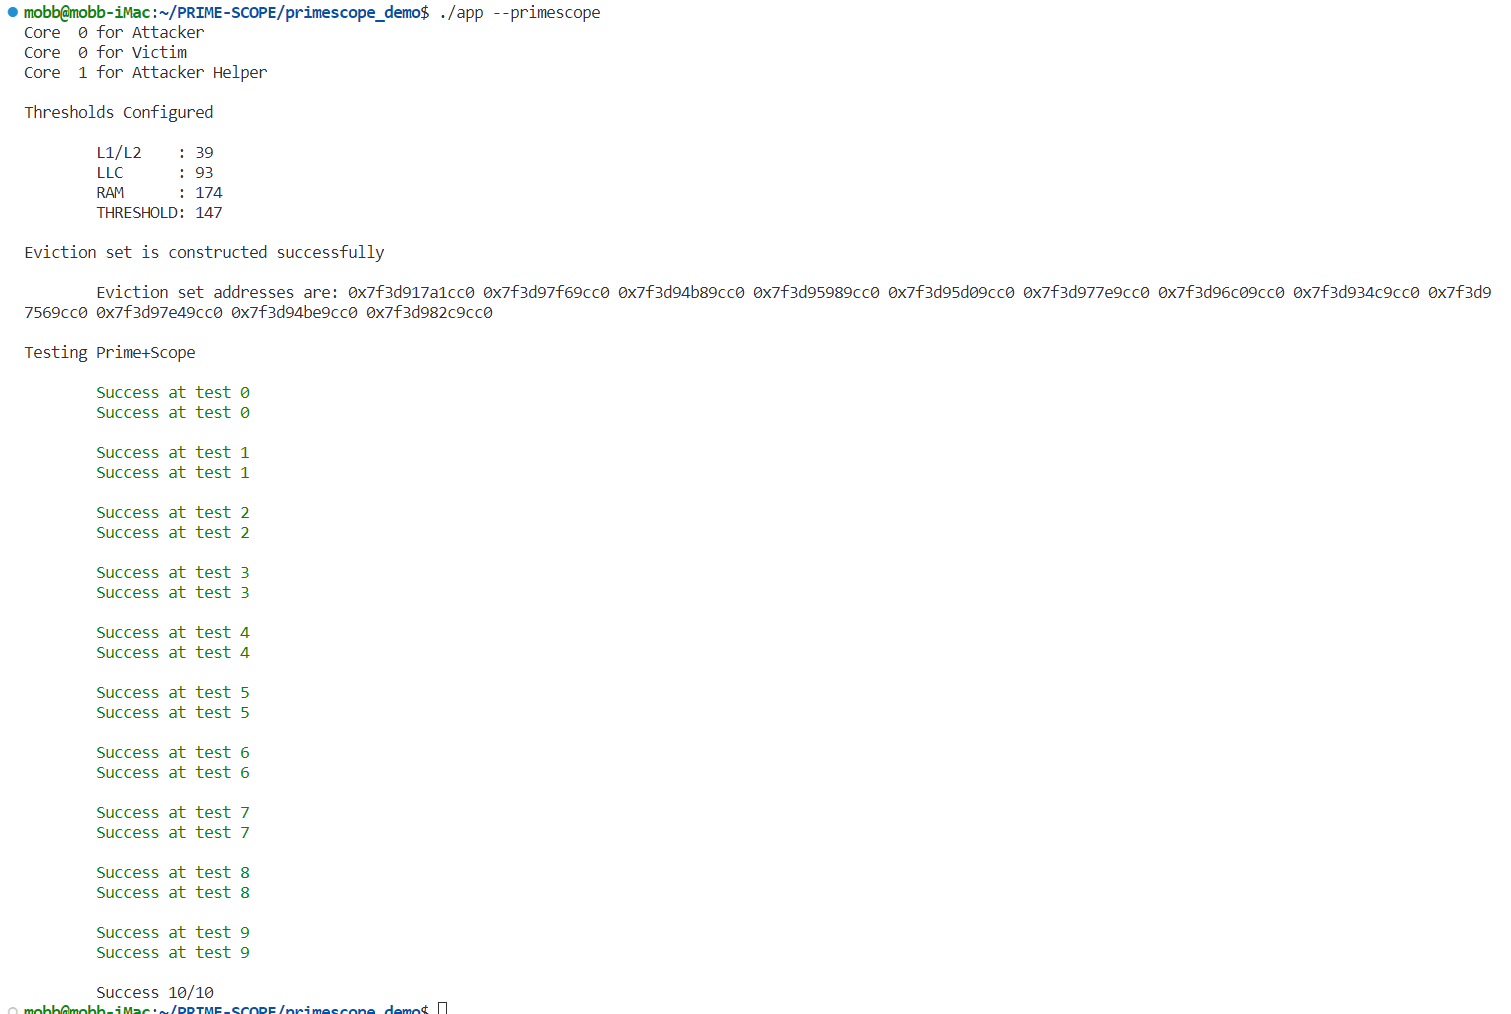 mobb@mobb-iMac:~/PRIME-SCOPE/primescope_demo$ ./app --primescope
Core  0 for Attacker
Core  0 for Victim
Core  1 for Attacker Helper
Thresholds Configured
L1/L2    : 39
LLC      : 93
RAM      : 174
THRESHOLD: 147
Eviction set is constructed successfully
Eviction set addresses are: 0x7f3d917a1cc0 0x7f3d97f69cc0 0x7f3d94b89cc0 0x7f3d95989cc0 0x7f3d95d09cc0 0x7f3d977e9cc0 0x7f3d96c09cc0 0x7f3d934c9cc0 0x7f3d9
7569cc0 0x7f3d97e49cc0 0x7f3d94be9cc0 0x7f3d982c9cc0
Testing Prime+Scope
Success at test 0
Success at test 0
Success at test 1
Success at test 1
Success at test 2
Success at test 2
Success at test 3
Success at test 3
Success at test 4
Success at test 4
Success at test 5
Success at test 5
Success at test 6
Success at test 6
Success at test 7
Success at test 7
Success at test 8
Success at test 8
Success at test 9
Success at test 9
Success 10/10
mobb@mobb-iMac:~/PRIME-SCOPE/primescope_demo$